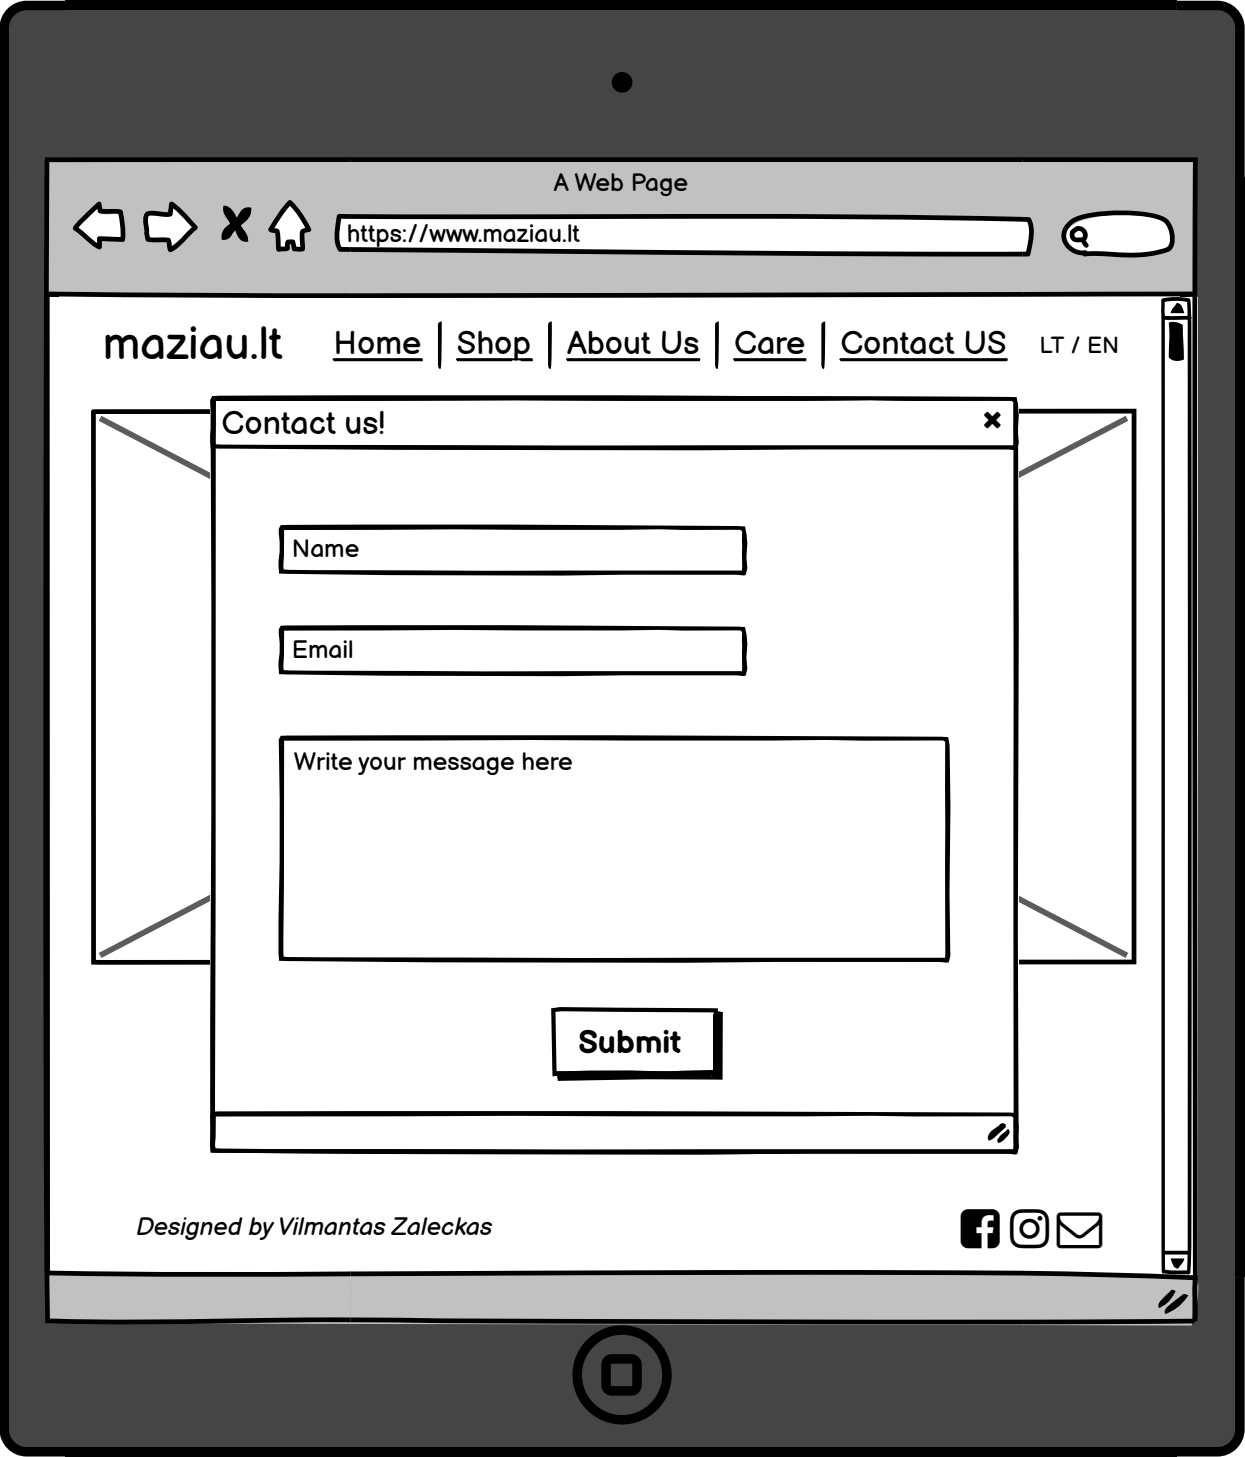 A Web Page
https://www.maziau.lt
maziau.lt Home Shop About Us Care Contact US LT / EN
Contact us!
Name
Email
Write your message here
Submit
Designed by Vilmantas Zaleckas